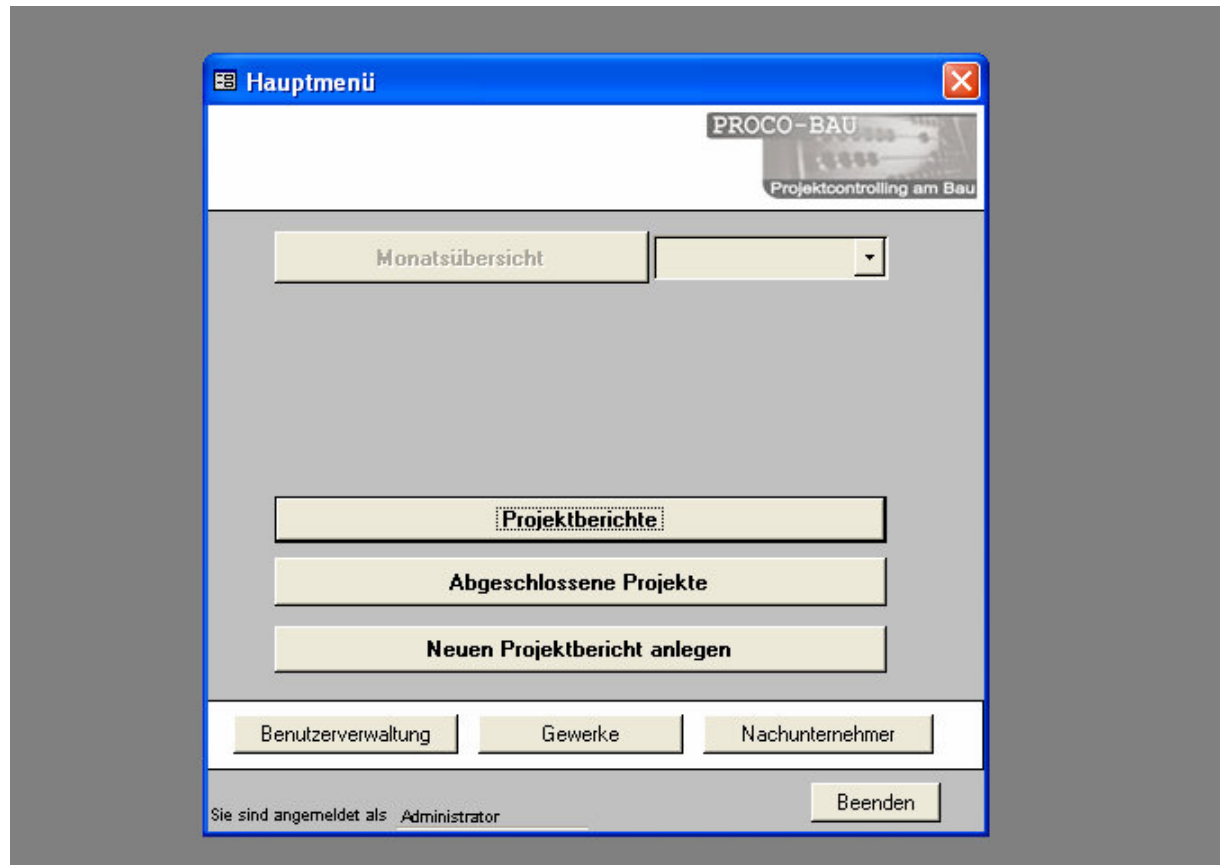 Hauptmenü
PROCO-BAU
Projektcontrolling am Bau
Monatsübersicht
Projektberichte
Abgeschlossene Projekte
Neuen Projektbericht anlegen
Benutzerverwaltung Gewerke Nachunternehmer
Beenden
Sie sind angemeldet als Administrator